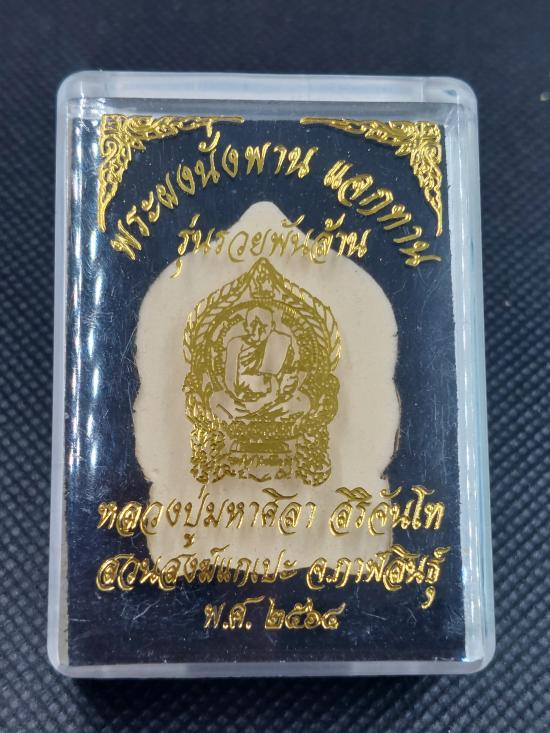 พระผงนั่งพาน แจกทาน
รุ่นรวยพันล้าน
หลวงปู่มหาศิลา สิริจันโท
สวนสงฆ์แกเปะ จ.กาฬสินธุ์
พ.ศ. ๒๕๖๔